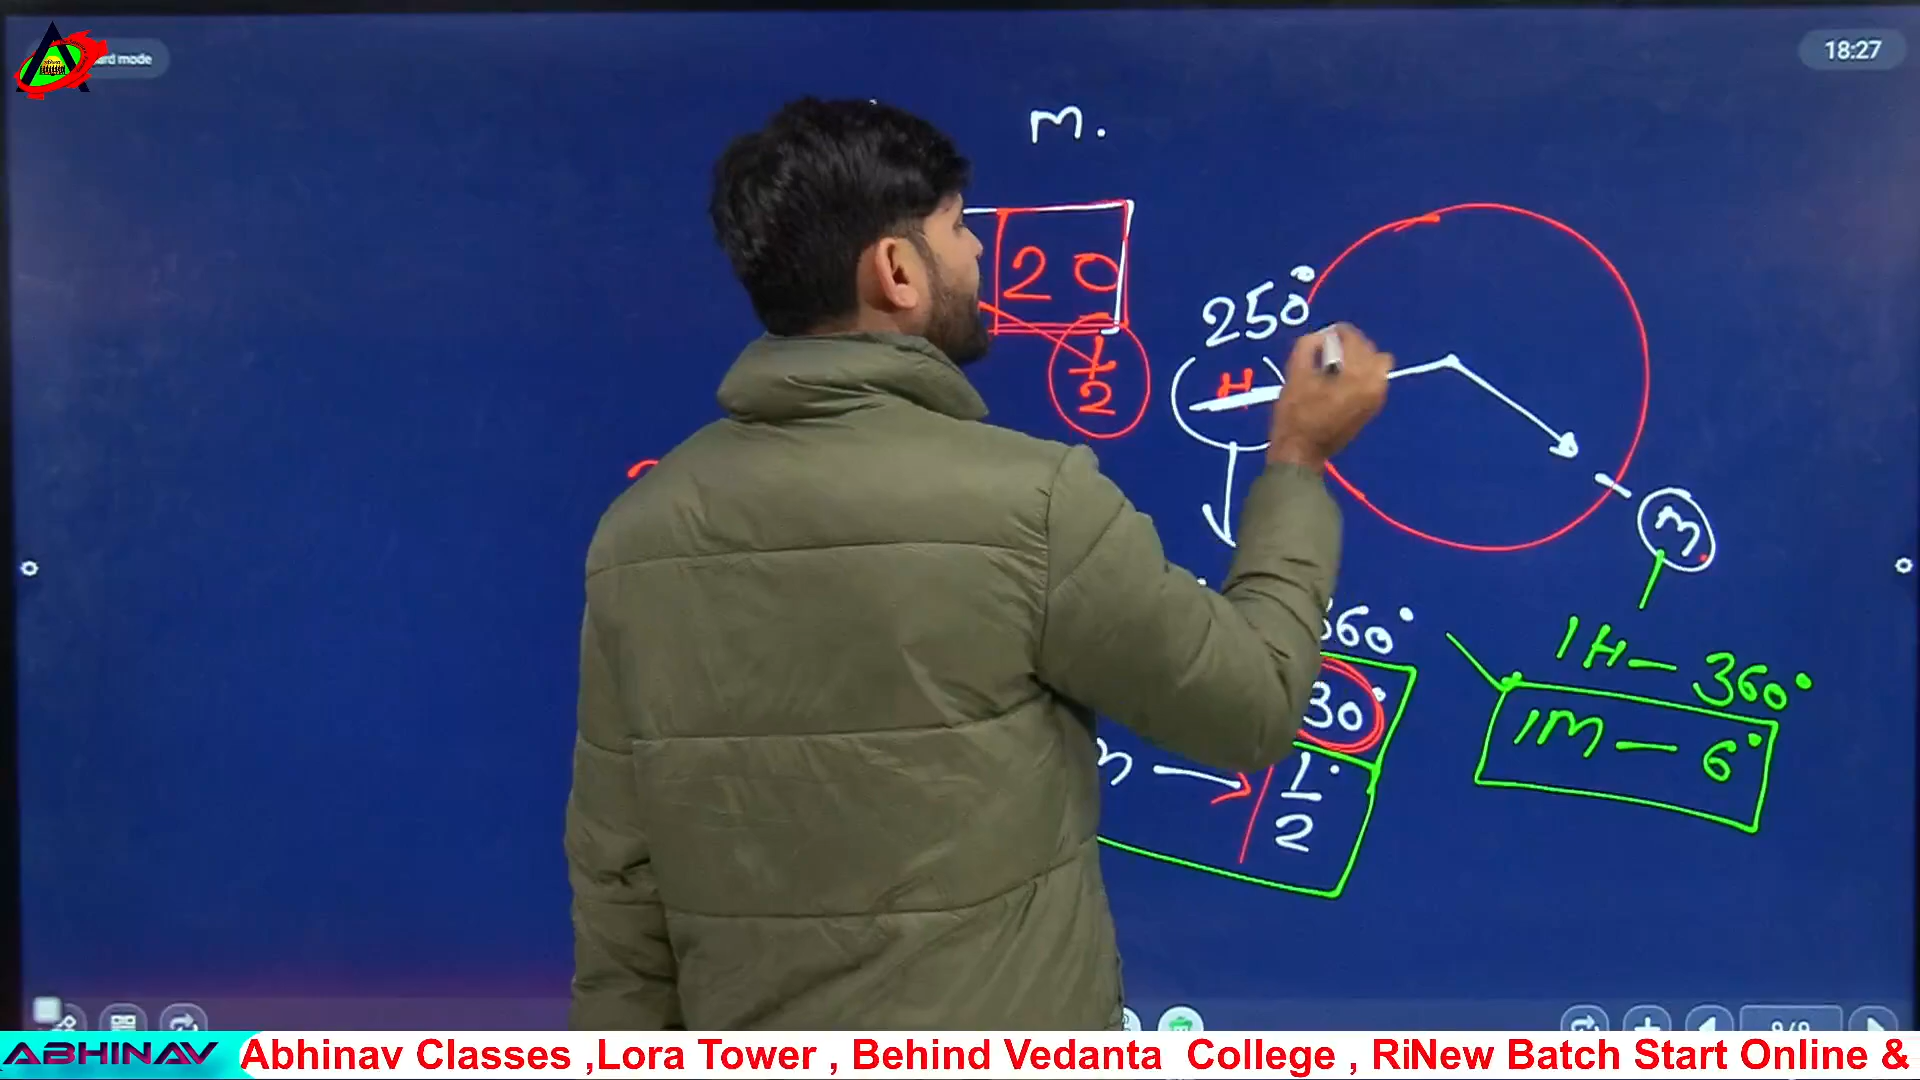 ard mode
18:27
m.
20
1/2
250°
H
m
360°
30°
m — 1/2°
1H — 360°
1M — 6°
ABHINAV
Abhinav Classes ,Lora Tower , Behind Vedanta College , RiNew Batch Start Online &